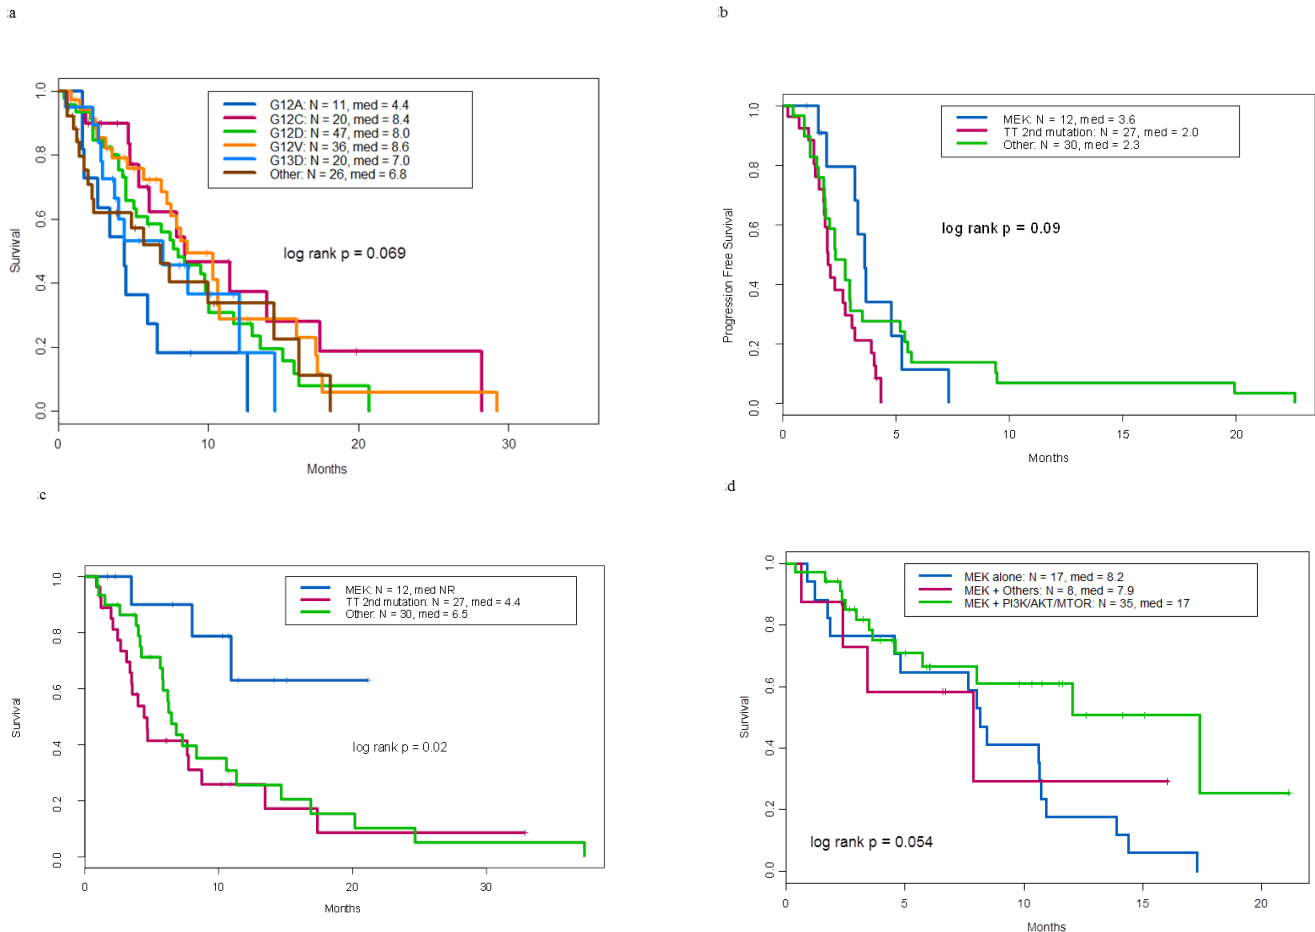 :a
G12A: N = 11, med = 4.4
G12C: N = 20, med = 8.4
G12D: N = 47, med = 8.0
G12V: N = 36, med = 8.6
G13D: N = 20, med = 7.0
Other: N = 26, med = 6.8
log rank p = 0.069
Survival
0.0
0.2
0.4
0.6
0.8
1.0
0 10 20 30
Months
:b
MEK: N = 12, med = 3.6
TT 2nd mutation: N = 27, med = 2.0
Other: N = 30, med = 2.3
log rank p = 0.09
Progression Free Survival
0.0
0.2
0.4
0.6
0.8
1.0
0 5 10 15 20
Months
:c
MEK: N = 12, med NR
TT 2nd mutation: N = 27, med = 4.4
Other: N = 30, med = 6.5
log rank p = 0.02
Survival
0.0
0.2
0.4
0.6
0.8
1.0
0 10 20 30
Months
:d
MEK alone: N = 17, med = 8.2
MEK + Others: N = 8, med = 7.9
MEK + PI3K/AKT/MTOR: N = 35, med = 17
log rank p = 0.054
Survival
0.0
0.2
0.4
0.6
0.8
1.0
0 5 10 15 20
Months